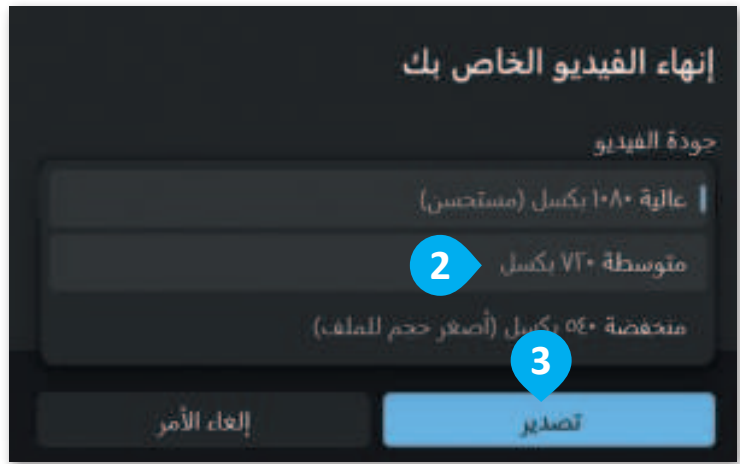 إنهاء الفيديو الخاص بك
جودة الفيديو
عالية ١٠٨٠ بكسل (مستحسن)
متوسطة ٧٢٠ بكسل
2
منخفضة ٥٤٠ بكسل (أصغر حجم للملف)
3
تصدير
إلغاء الأمر